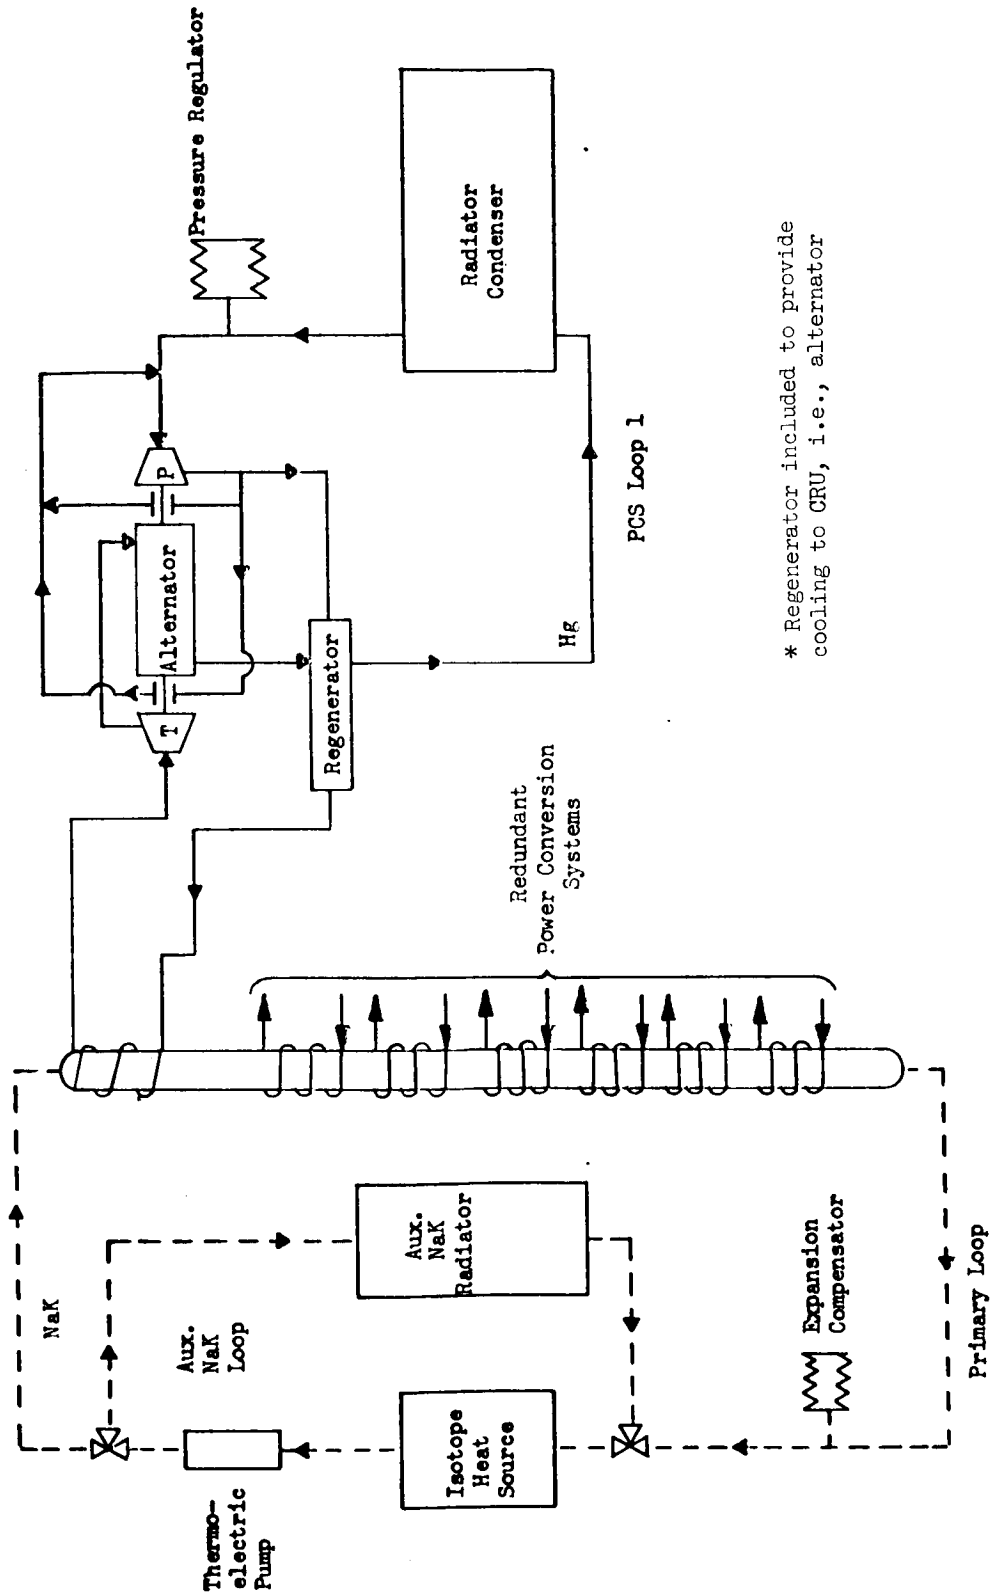 Thermo-
electric
Pump
NaK
Aux.
NaK
Loop
Isotope
Heat
Source
Aux.
NaK
Radiator
Expansion
Compensator
Primary Loop
Redundant
Power Conversion
Systems
T
Alternator
P
Regenerator
Pressure Regulator
Radiator
Condenser
Hg
PCS Loop 1
* Regenerator included to provide
cooling to CRU, i.e., alternator